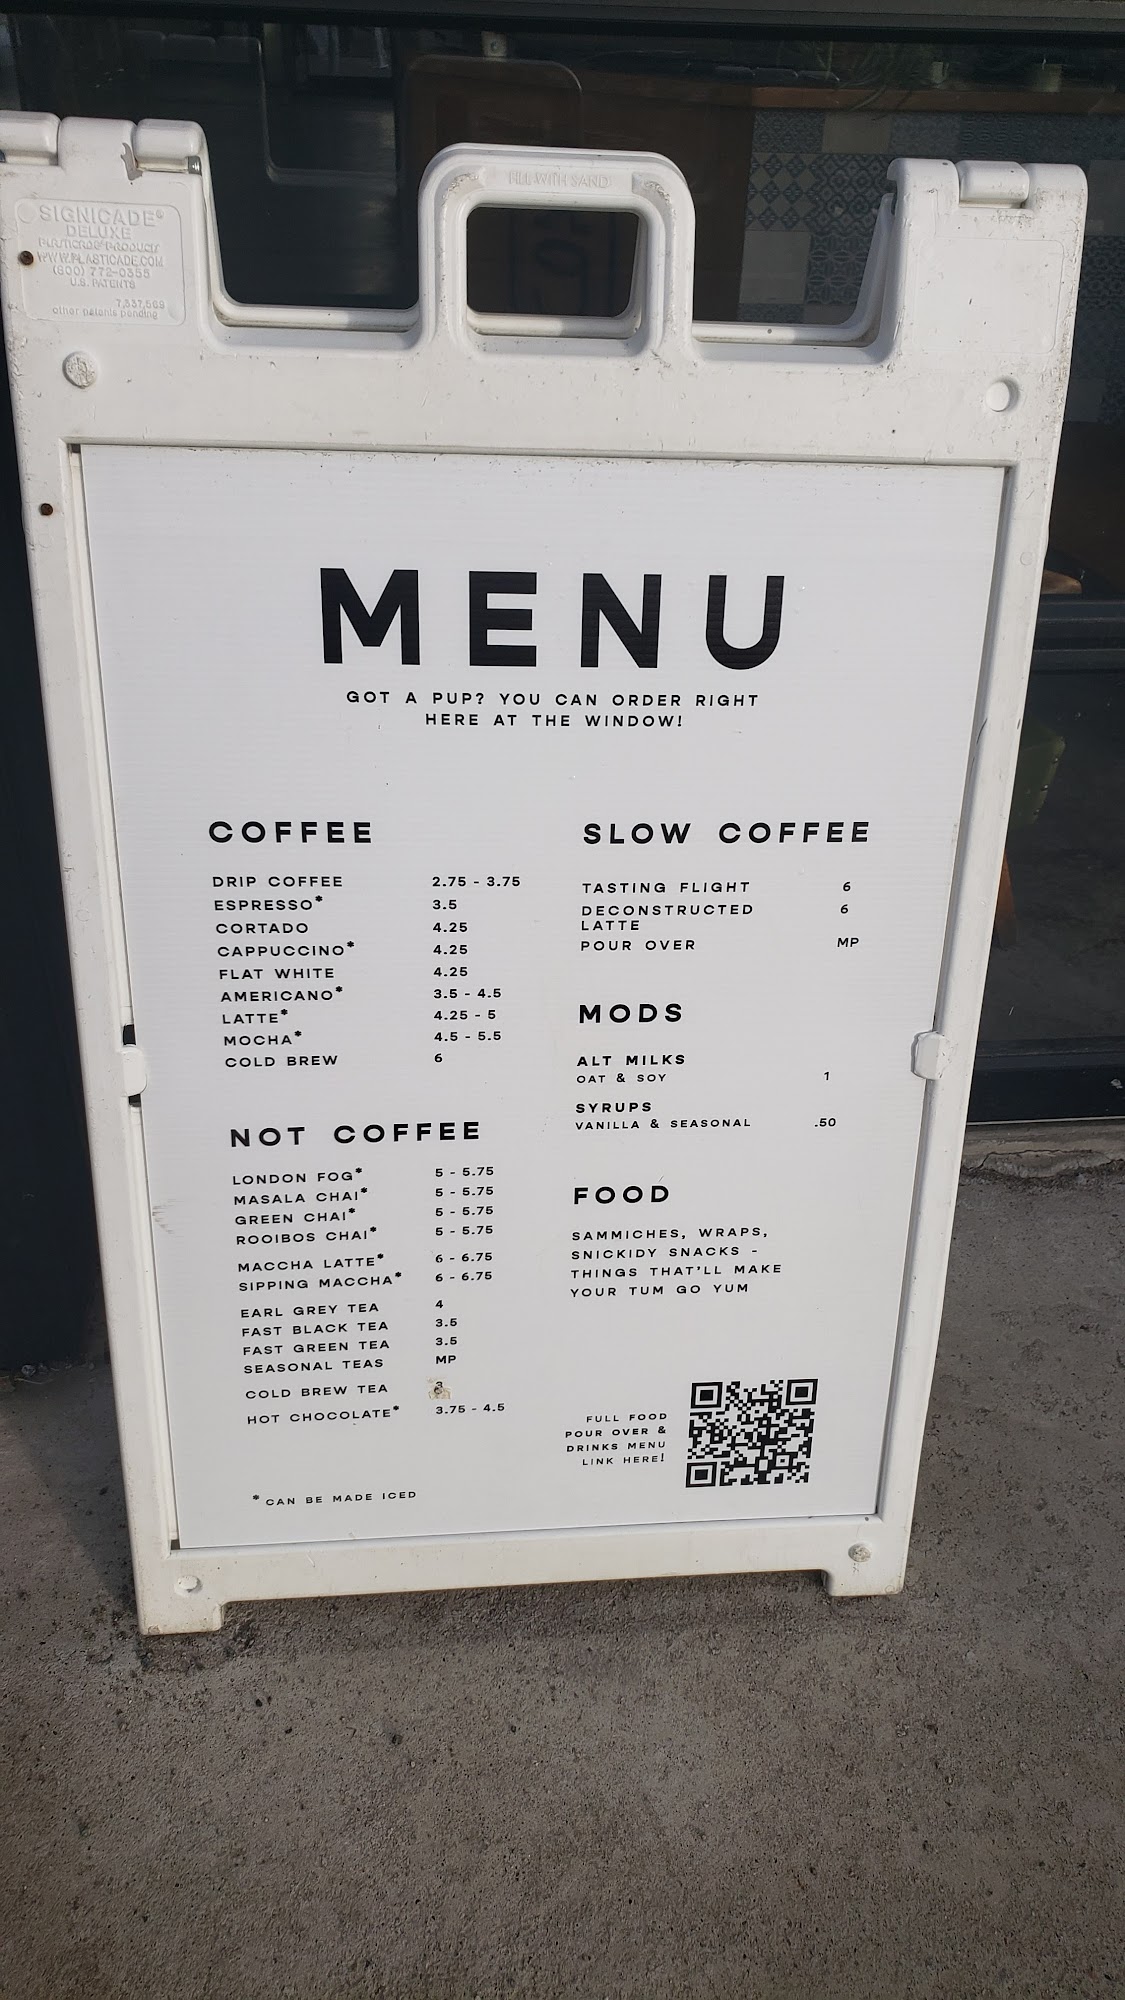 FILL WITH SAND
SIGNICADE®
DELUXE
PLASTICADE PRODUCTS
WWW.PLASTICADE.COM
(800) 772-0355
U.S. PATENTS
7,337,569
other patents pending
MENU
GOT A PUP? YOU CAN ORDER RIGHT
HERE AT THE WINDOW!
COFFEE
DRIP COFFEE 2.75 - 3.75
ESPRESSO* 3.5
CORTADO 4.25
CAPPUCCINO* 4.25
FLAT WHITE 4.25
AMERICANO* 3.5 - 4.5
LATTE* 4.25 - 5
MOCHA* 4.5 - 5.5
COLD BREW 6
NOT COFFEE
LONDON FOG* 5 - 5.75
MASALA CHAI* 5 - 5.75
GREEN CHAI* 5 - 5.75
ROOIBOS CHAI* 5 - 5.75
MACCHA LATTE* 6 - 6.75
SIPPING MACCHA* 6 - 6.75
EARL GREY TEA 4
FAST BLACK TEA 3.5
FAST GREEN TEA 3.5
SEASONAL TEAS MP
COLD BREW TEA
HOT CHOCOLATE* 3.75 - 4.5
* CAN BE MADE ICED
SLOW COFFEE
TASTING FLIGHT 6
DECONSTRUCTED 6
LATTE
POUR OVER MP
MODS
ALT MILKS
OAT & SOY 1
SYRUPS
VANILLA & SEASONAL .50
FOOD
SAMMICHES, WRAPS,
SNICKIDY SNACKS -
THINGS THAT'LL MAKE
YOUR TUM GO YUM
FULL FOOD
POUR OVER &
DRINKS MENU
LINK HERE!